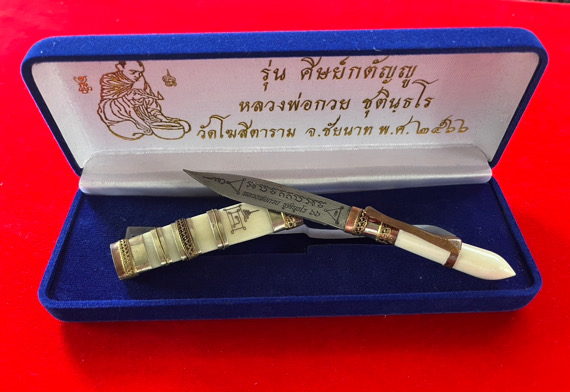 รุ่น ศิษย์กตัญญู
หลวงพ่อกวย ชุตินฺธโร
วัดโฆสิตาราม จ.ชัยนาท พ.ศ.๒๕๖๖